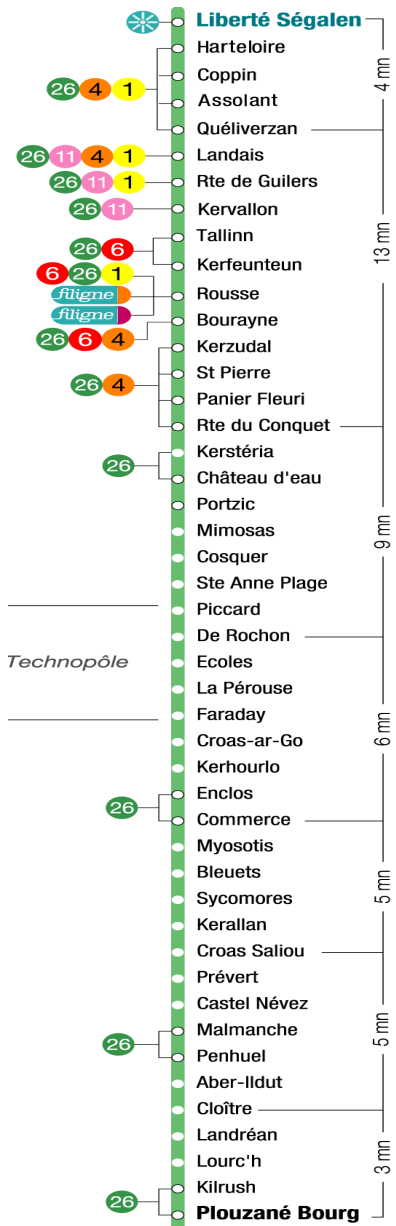 Liberté Ségalen
Harteloire
Coppin
26 4 1
Assolant
Quéliverzan
4 mn
26 11 4 1 Landais
26 11 1 Rte de Guilers
26 11 Kervallon
Tallinn
26 6
Kerfeunteun
13 mn
6 26 1
filigne
filigne
Rousse
Bourayne
26 6 4
Kerzudal
St Pierre
26 4
Panier Fleuri
Rte du Conquet
Kerstéria
26
Château d'eau
Portzic
Mimosas
9 mn
Cosquer
Ste Anne Plage
Piccard
De Rochon
Technopôle
Ecoles
La Pérouse
Faraday
Croas-ar-Go
6 mn
Kerhourlo
Enclos
26
Commerce
Myosotis
Bleuets
5 mn
Sycomores
Kerallan
Croas Saliou
Prévert
Castel Névez
5 mn
Malmanche
26
Penhuel
Aber-Ildut
Cloître
Landréan
3 mn
Lourc'h
Kilrush
26
Plouzané Bourg